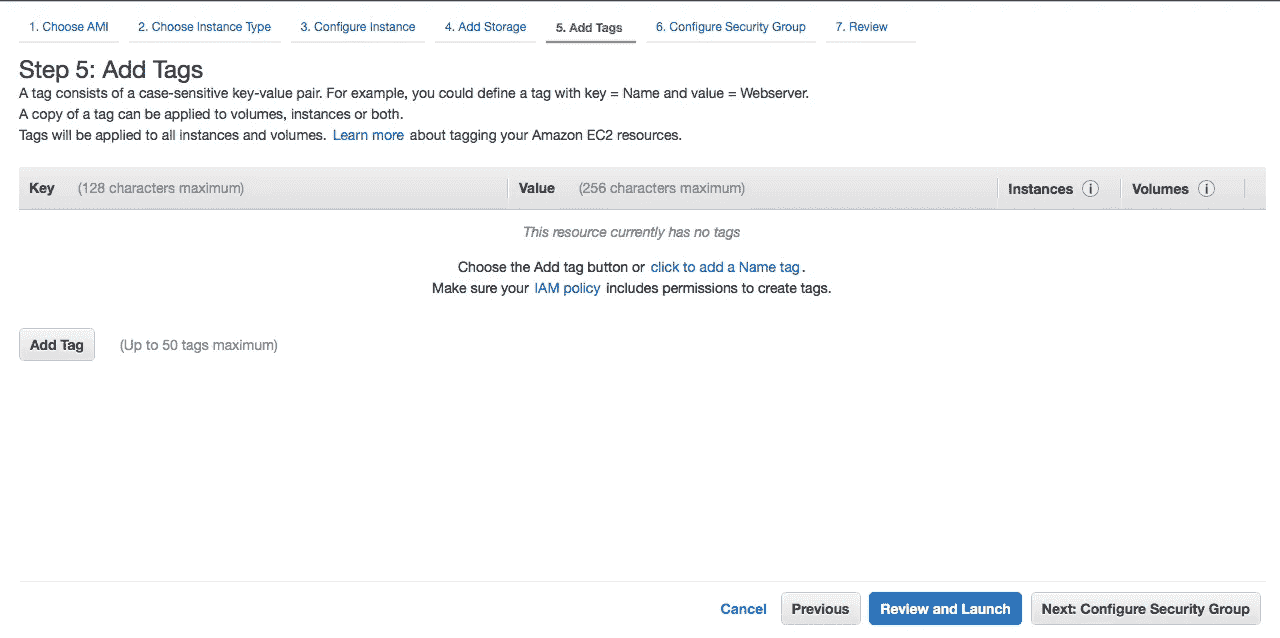 1. Choose AMI 2. Choose Instance Type 3. Configure Instance 4. Add Storage 5. Add Tags 6. Configure Security Group 7. Review
Step 5: Add Tags
A tag consists of a case-sensitive key-value pair. For example, you could define a tag with key = Name and value = Webserver.
A copy of a tag can be applied to volumes, instances or both.
Tags will be applied to all instances and volumes. Learn more about tagging your Amazon EC2 resources.
Key (128 characters maximum) Value (256 characters maximum) Instances i Volumes i
This resource currently has no tags
Choose the Add tag button or click to add a Name tag.
Make sure your IAM policy includes permissions to create tags.
Add Tag (Up to 50 tags maximum)
Cancel Previous Review and Launch Next: Configure Security Group